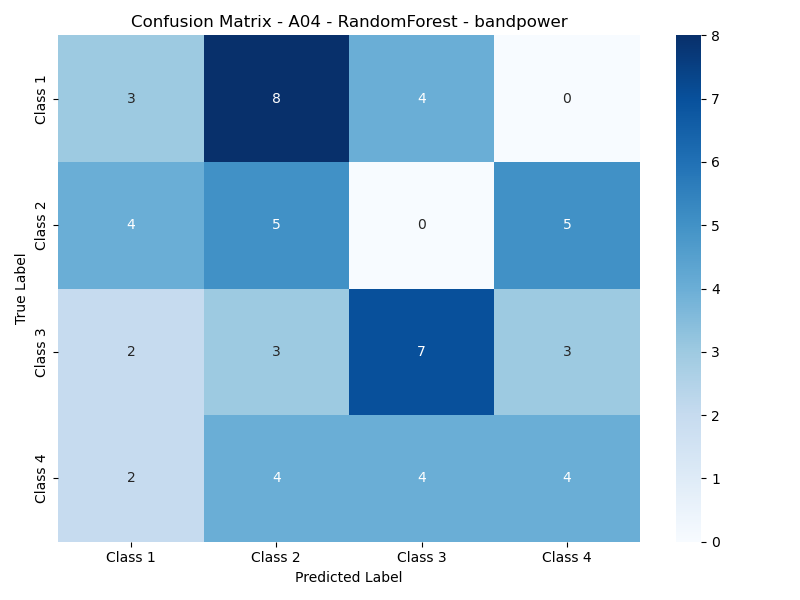 Confusion Matrix - A04 - RandomForest - bandpower
True Label
Class 1
3 8 4 0
Class 2
4 5 0 5
Class 3
2 3 7 3
Class 4
2 4 4 4
Class 1 Class 2 Class 3 Class 4
Predicted Label
8
7
6
5
4
3
2
1
0